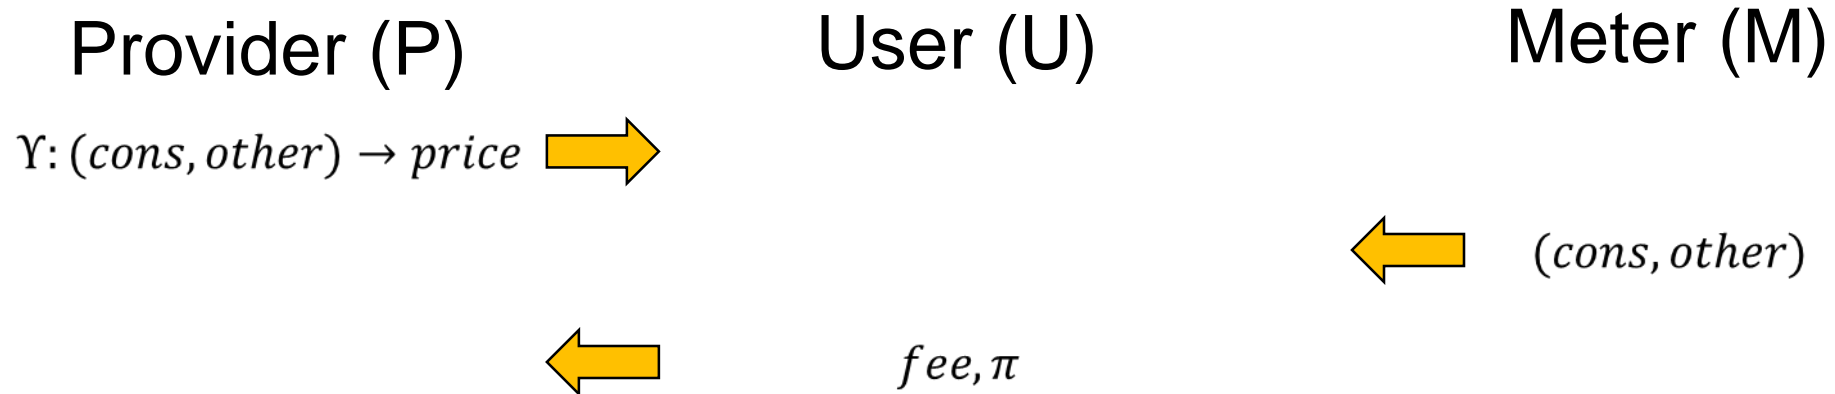 Provider (P) User (U) Meter (M)
ϒ: (cons, other) → price
(cons, other)
fee, π